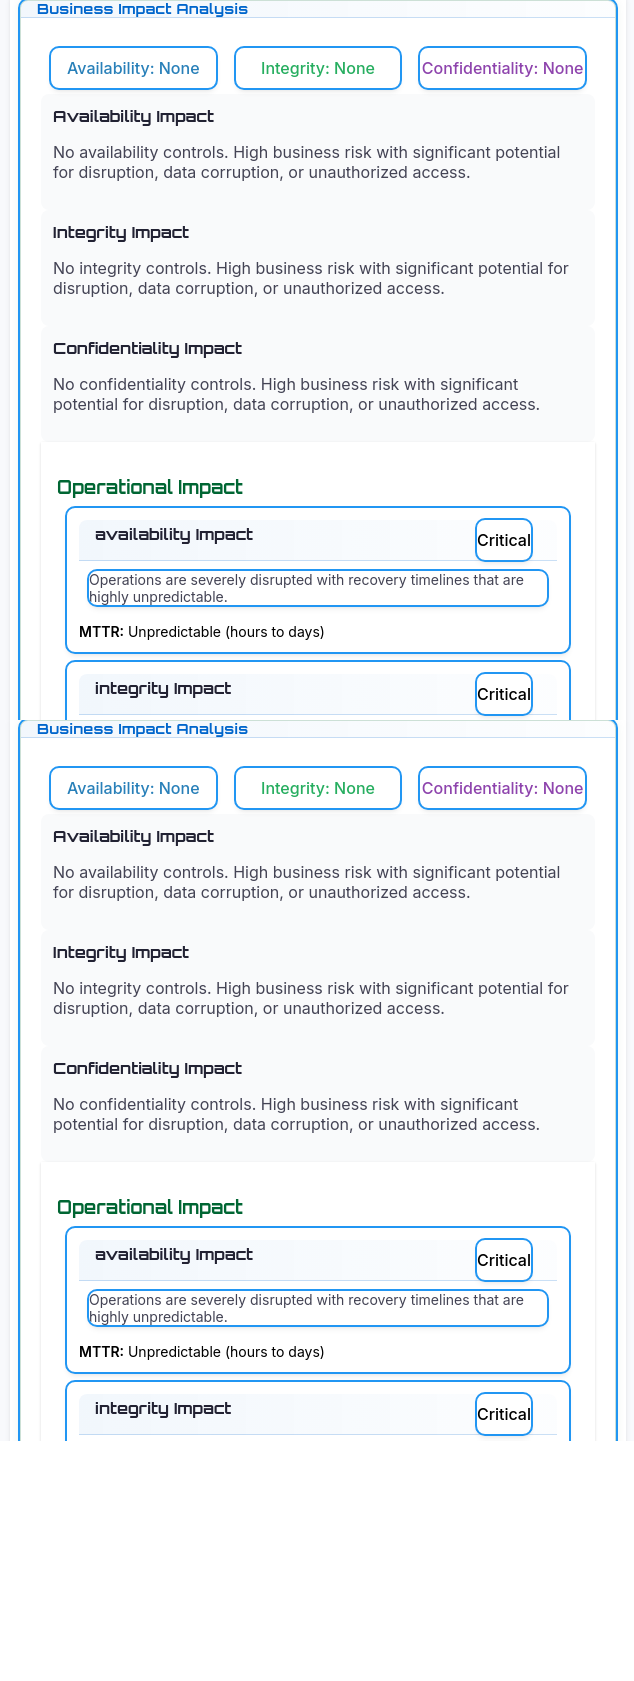 Business Impact Analysis
Availability: None
Integrity: None
Confidentiality: None
Availability Impact
No availability controls. High business risk with significant potential
for disruption, data corruption, or unauthorized access.
Integrity Impact
No integrity controls. High business risk with significant potential for
disruption, data corruption, or unauthorized access.
Confidentiality Impact
No confidentiality controls. High business risk with significant
potential for disruption, data corruption, or unauthorized access.
Operational Impact
availability Impact
Critical
Operations are severely disrupted with recovery timelines that are
highly unpredictable.
MTTR: Unpredictable (hours to days)
integrity Impact
Critical
Business Impact Analysis
Availability: None
Integrity: None
Confidentiality: None
Availability Impact
No availability controls. High business risk with significant potential
for disruption, data corruption, or unauthorized access.
Integrity Impact
No integrity controls. High business risk with significant potential for
disruption, data corruption, or unauthorized access.
Confidentiality Impact
No confidentiality controls. High business risk with significant
potential for disruption, data corruption, or unauthorized access.
Operational Impact
availability Impact
Critical
Operations are severely disrupted with recovery timelines that are
highly unpredictable.
MTTR: Unpredictable (hours to days)
integrity Impact
Critical